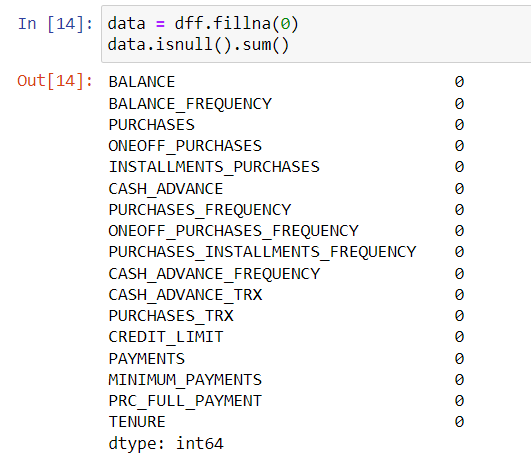 In [14]: data = dff.fillna(0)
data.isnull().sum()
Out[14]: BALANCE 0
BALANCE_FREQUENCY 0
PURCHASES 0
ONEOFF_PURCHASES 0
INSTALLMENTS_PURCHASES 0
CASH_ADVANCE 0
PURCHASES_FREQUENCY 0
ONEOFF_PURCHASES_FREQUENCY 0
PURCHASES_INSTALLMENTS_FREQUENCY 0
CASH_ADVANCE_FREQUENCY 0
CASH_ADVANCE_TRX 0
PURCHASES_TRX 0
CREDIT_LIMIT 0
PAYMENTS 0
MINIMUM_PAYMENTS 0
PRC_FULL_PAYMENT 0
TENURE 0
dtype: int64